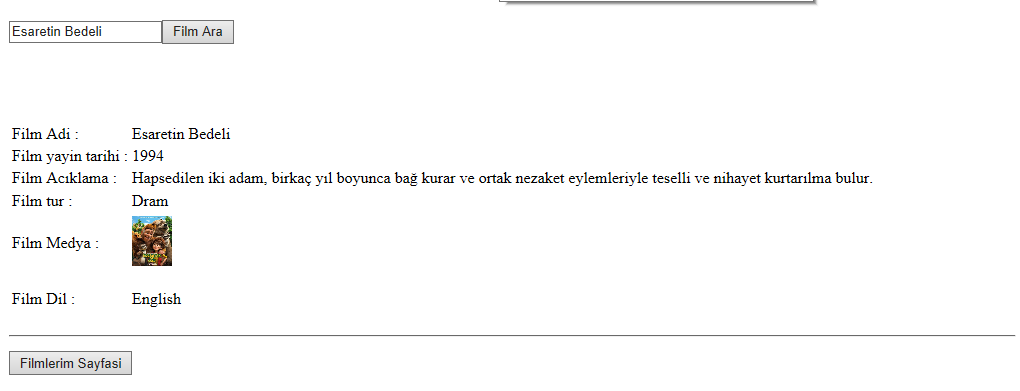 Esaretin Bedeli Film Ara
Film Adi : Esaretin Bedeli
Film yayin tarihi : 1994
Film Acıklama : Hapsedilen iki adam, birkaç yıl boyunca bağ kurar ve ortak nezaket eylemleriyle teselli ve nihayet kurtarılma bulur.
Film tur : Dram
Film Medya :
Film Dil : English
Filmlerim Sayfasi